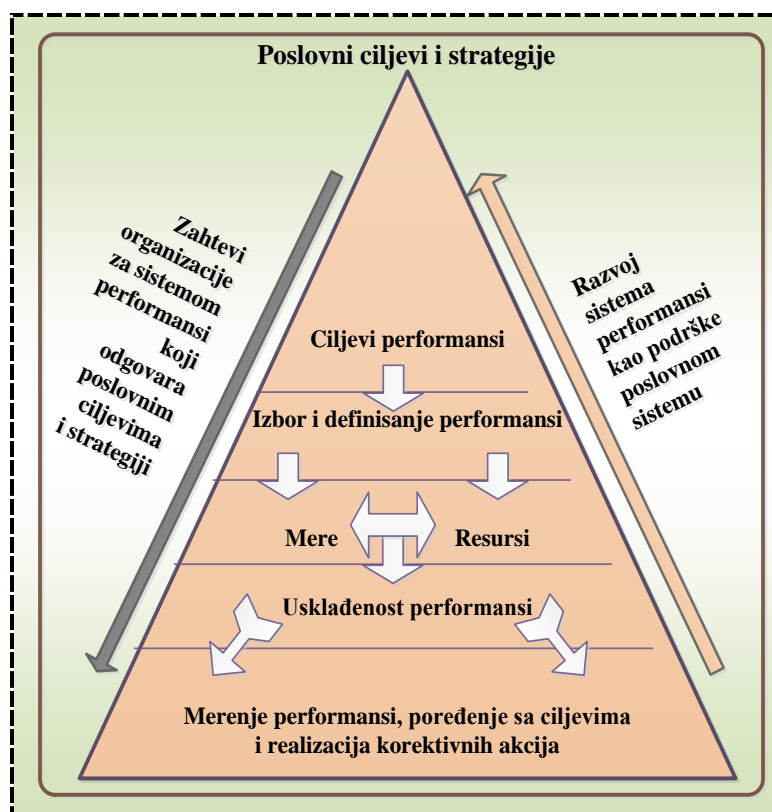 Poslovni ciljevi i strategije
Zahtevi
organizacije
za sistemom
performansi
koji
odgovara
poslovnim
ciljevima
i strategiji
Razvoj
sistema
performansi
kao podrške
poslovnom
sistemu
Ciljevi performansi
Izbor i definisanje performansi
Mere Resursi
Usklađenost performansi
Merenje performansi, poređenje sa ciljevima
i realizacija korektivnih akcija